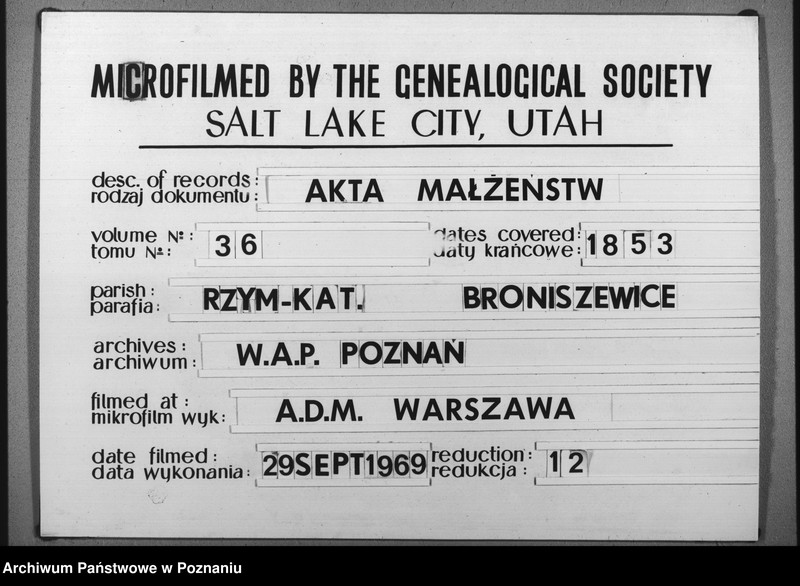 MICROFILMED BY THE GENEALOGICAL SOCIETY
SALT LAKE CITY, UTAH
desc. of records: AKTA MAŁŻEŃSTW
rodzaj dokumentu:
volume №: 36 dates covered: 1853
tomu №: daty krańcowe:
parish: RZYM-KAT. BRONISZEWICE
parafia:
archives: W.A.P. POZNAŃ
archiwum:
filmed at: A.D.M. WARSZAWA
mikrofilm wyk:
date filmed: 29SEPT1969 reduction: 12
data wykonania: redukcja:
Archiwum Państwowe w Poznaniu